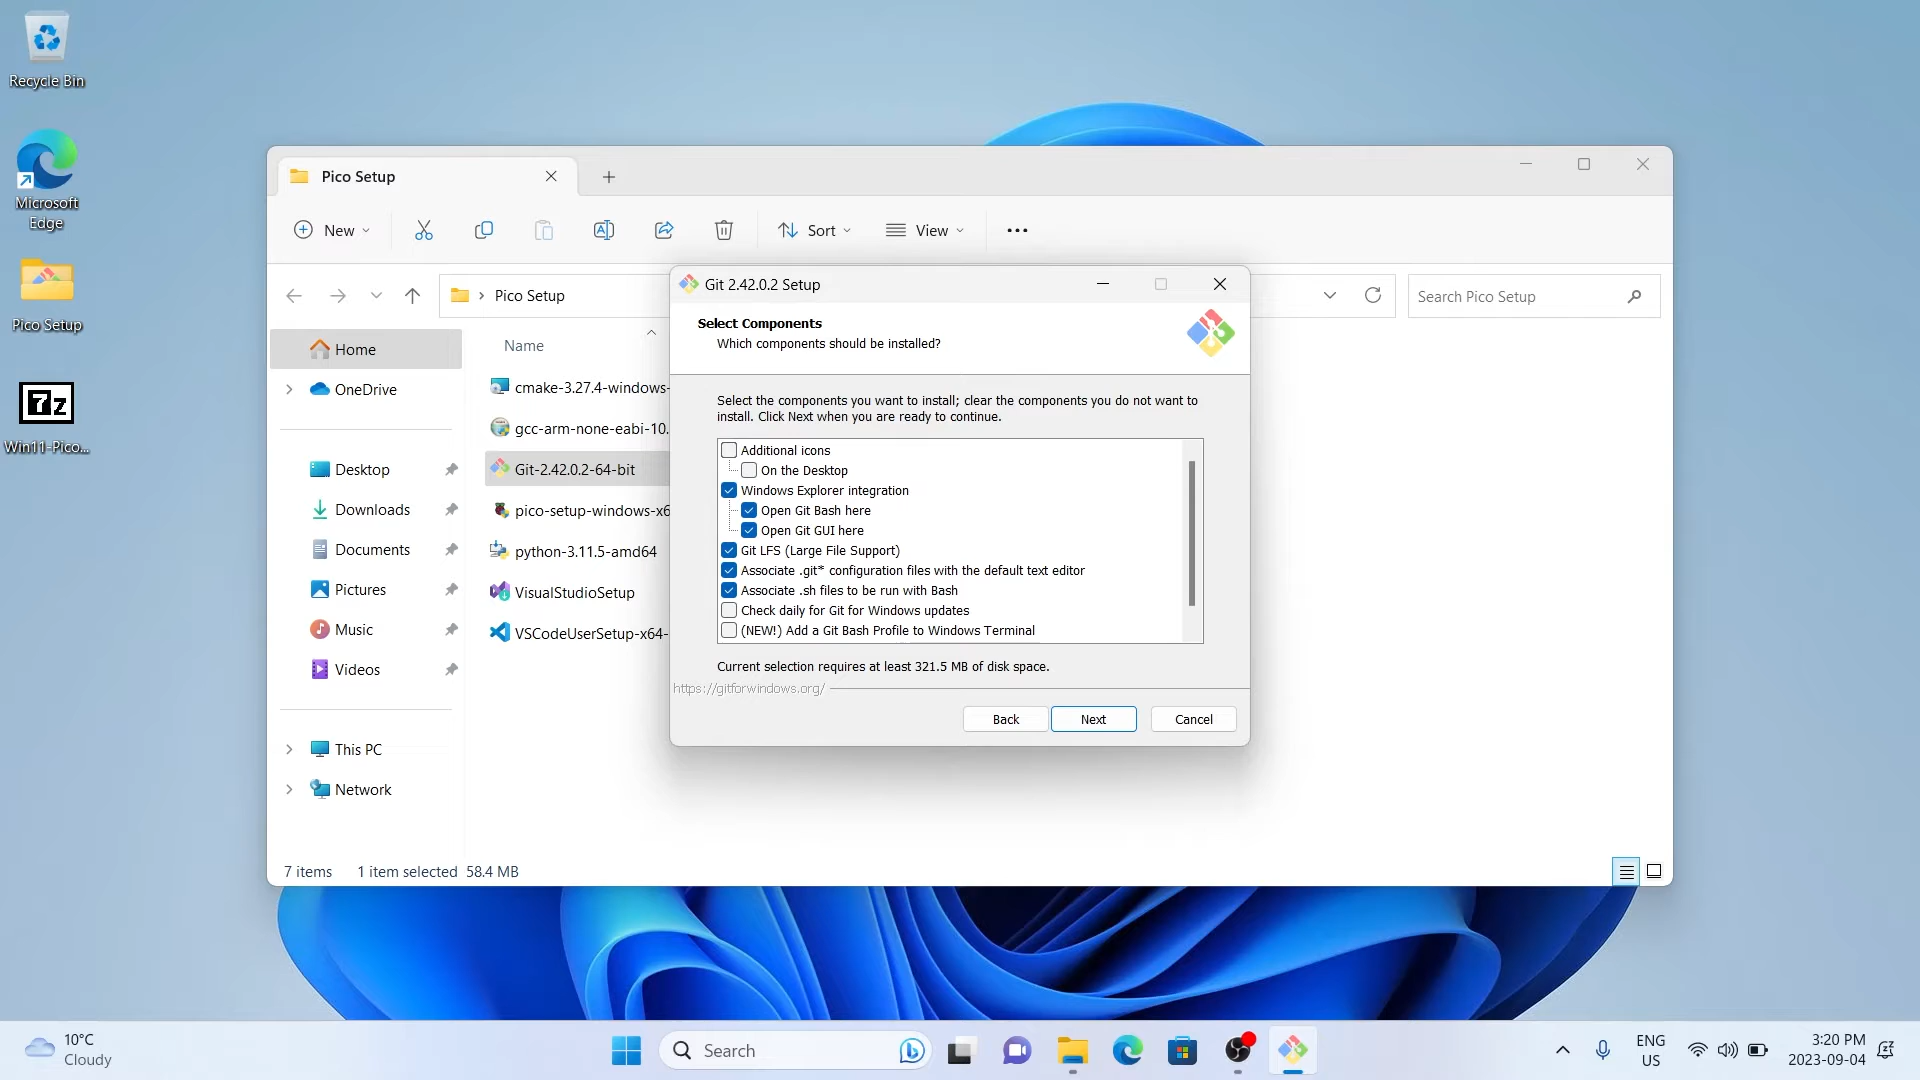 Recycle Bin
Microsoft
Edge
Pico Setup
7z
Win11-Pico...
Pico Setup
New
Sort
View
Pico Setup
Search Pico Setup
Home
OneDrive
Desktop
Downloads
Documents
Pictures
Music
Videos
This PC
Network
Name
cmake-3.27.4-windows-
gcc-arm-none-eabi-10.
Git-2.42.0.2-64-bit
pico-setup-windows-x6
python-3.11.5-amd64
VisualStudioSetup
VSCodeUserSetup-x64-
7 items 1 item selected 58.4 MB
Git 2.42.0.2 Setup
Select Components
Which components should be installed?
Select the components you want to install; clear the components you do not want to
install. Click Next when you are ready to continue.
Additional icons
On the Desktop
Windows Explorer integration
Open Git Bash here
Open Git GUI here
Git LFS (Large File Support)
Associate .git* configuration files with the default text editor
Associate .sh files to be run with Bash
Check daily for Git for Windows updates
(NEW!) Add a Git Bash Profile to Windows Terminal
Current selection requires at least 321.5 MB of disk space.
https://gitforwindows.org/
Back Next Cancel
10°C
Cloudy
Search
ENG
US
3:20 PM
2023-09-04